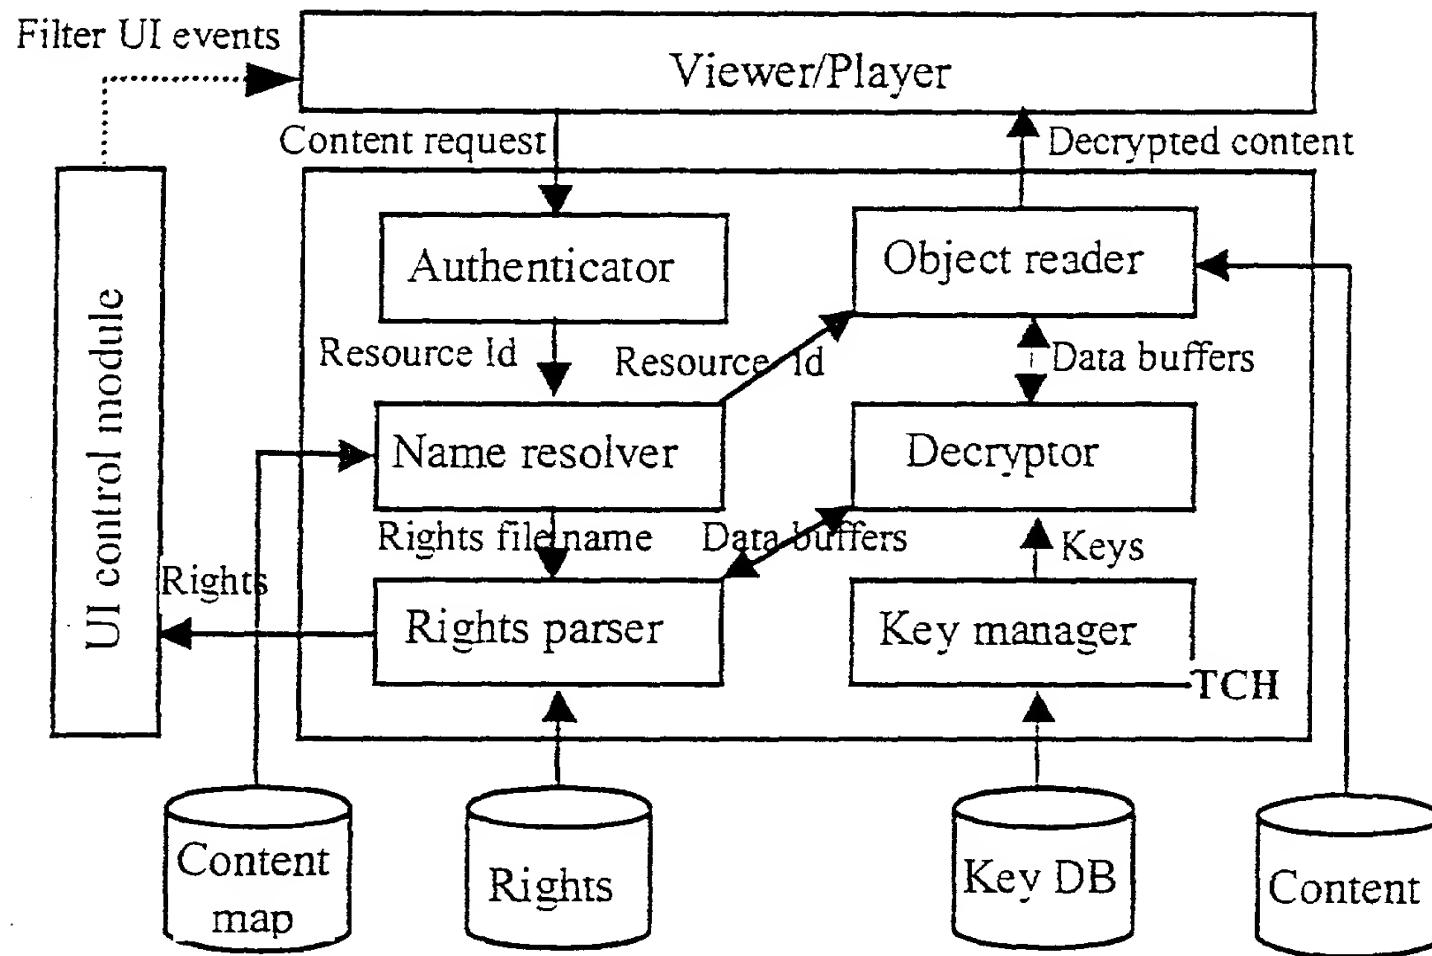 Filter UI events
Viewer/Player
Content request
Decrypted content
UI control module
Authenticator
Object reader
Resource Id
Resource Id
Data buffers
Name resolver
Decryptor
Rights file name
Data buffers
Keys
Rights
Rights parser
Key manager
TCH
Content
map
Rights
Key DB
Content